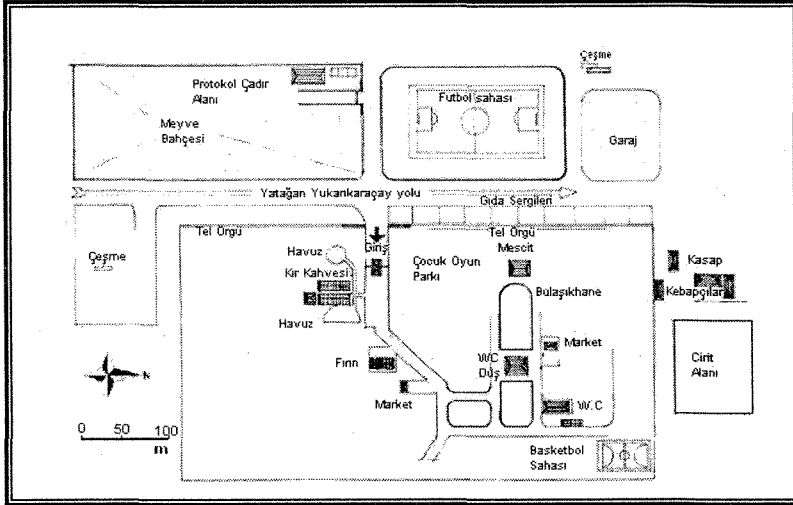 Çeşme
Protokol Çadır
Alanı
Futbol sahası
Meyve
Bahçesi
Garaj
Yatağan Yukarıkaraçay yolu
Gıda Sergileri
Tel Örgü
Giriş
Tel Örgü
Mescit
Çeşme
Havuz
Kır Kahvesi
Çocuk Oyun
Parkı
Kasap
Kebapçılar
Bulaşıkhane
Havuz
Market
Fırın
WC
Duş
Cirit
Alanı
N
Market
W.C
0 50 100
m
Basketbol
Sahası